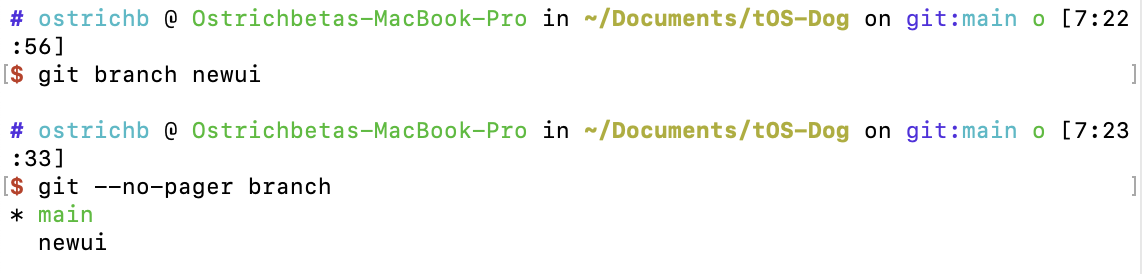 # ostrichb @ Ostrichbetas-MacBook-Pro in ~/Documents/tOS-Dog on git:main o [7:22
:56]
[$ git branch newui ]
# ostrichb @ Ostrichbetas-MacBook-Pro in ~/Documents/tOS-Dog on git:main o [7:23
:33]
[$ git --no-pager branch ]
* main
newui